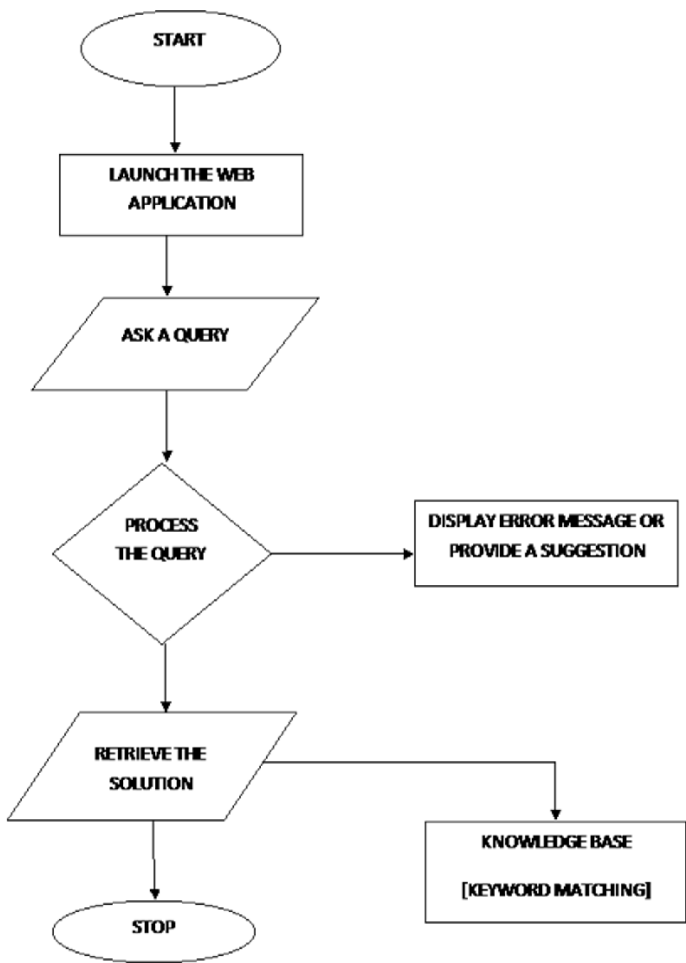 START
LAUNCH THE WEB
APPLICATION
ASK A QUERY
PROCESS
THE QUERY
DISPLAY ERROR MESSAGE OR
PROVIDE A SUGGESTION
RETRIEVE THE
SOLUTION
KNOWLEDGE BASE
[KEYWORD MATCHING]
STOP